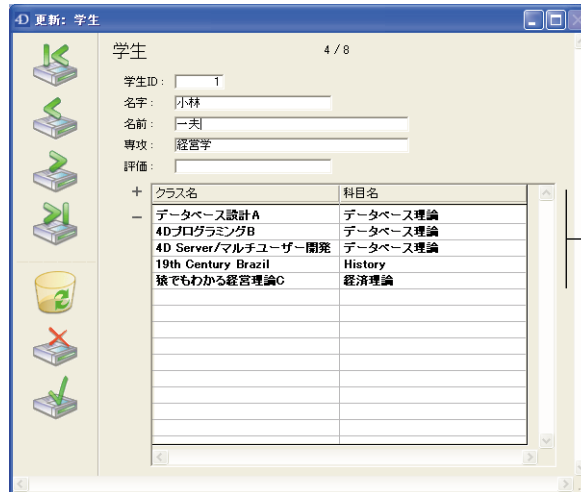 4D 更新: 学生
学生 4 / 8
学生ID: 1
名字: 小林
名前: 一夫
専攻: 経営学
評価:
+ クラス名 科目名
− データベース設計A データベース理論
4DプログラミングB データベース理論
4D Server/マルチユーザー開発 データベース理論
19th Century Brazil History
猿でもわかる経営理論C 経済理論